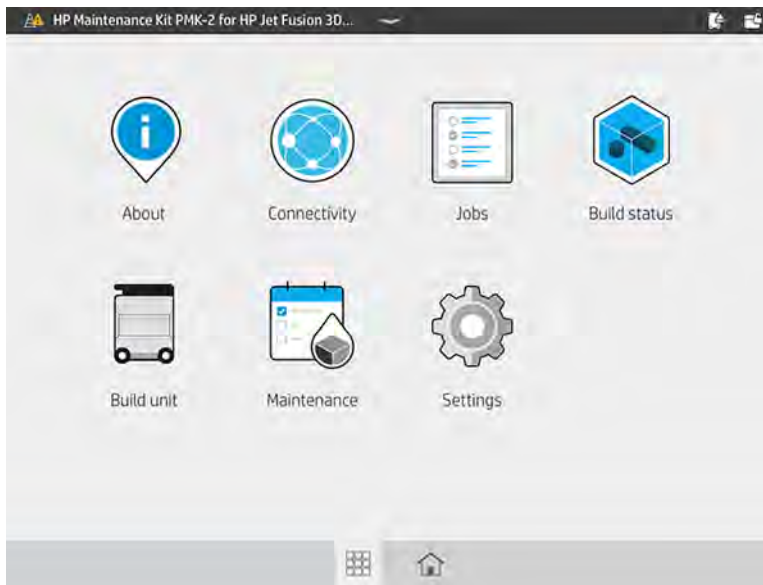 HP Maintenance Kit PMK-2 for HP Jet Fusion 3D...
About
Connectivity
Jobs
Build status
Build unit
Maintenance
Settings